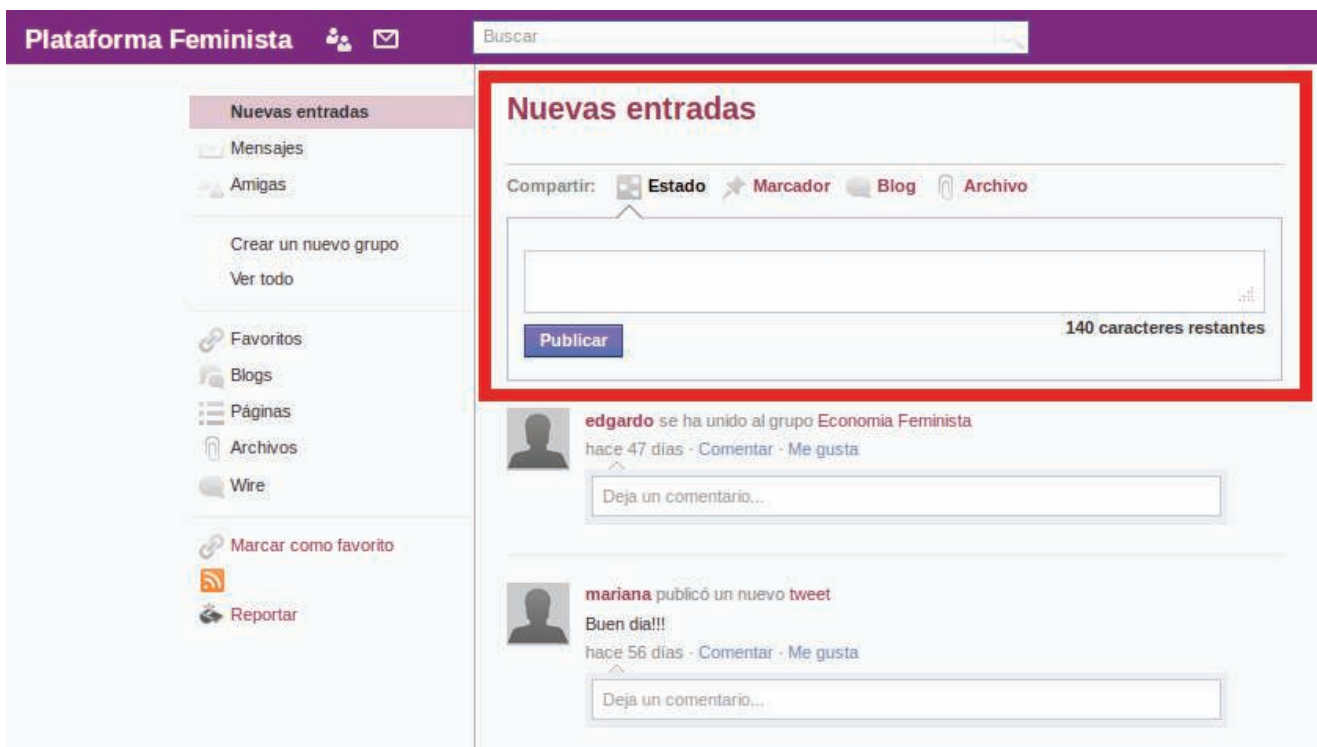 Plataforma Feminista
Buscar
Nuevas entradas
Mensajes
Amigas
Crear un nuevo grupo
Ver todo
Favoritos
Blogs
Páginas
Archivos
Wire
Marcar como favorito
Reportar
Nuevas entradas
Compartir: Estado Marcador Blog Archivo
140 caracteres restantes
Publicar
edgardo se ha unido al grupo Economia Feminista
hace 47 días · Comentar · Me gusta
Deja un comentario...
mariana publicó un nuevo tweet
Buen dia!!!
hace 56 días · Comentar · Me gusta
Deja un comentario...